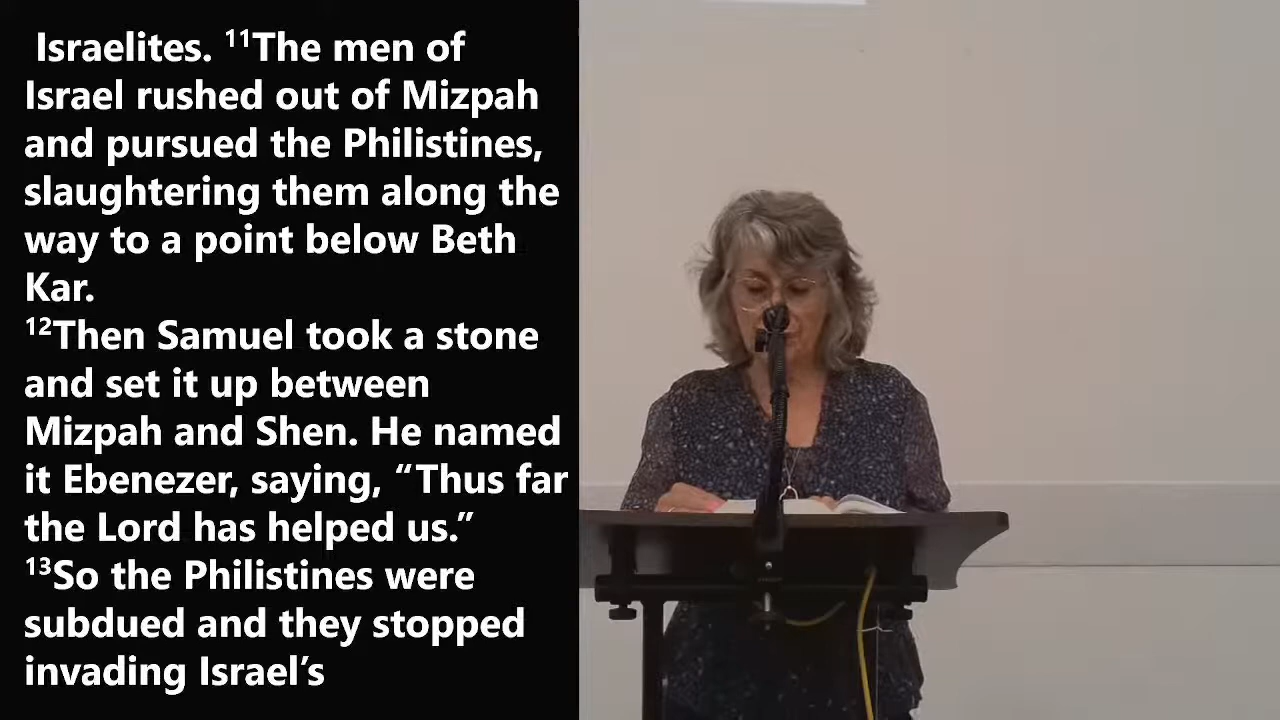 Israelites. ¹¹The men of
Israel rushed out of Mizpah
and pursued the Philistines,
slaughtering them along the
way to a point below Beth
Kar.
¹²Then Samuel took a stone
and set it up between
Mizpah and Shen. He named
it Ebenezer, saying, “Thus far
the Lord has helped us.”
¹³So the Philistines were
subdued and they stopped
invading Israel’s